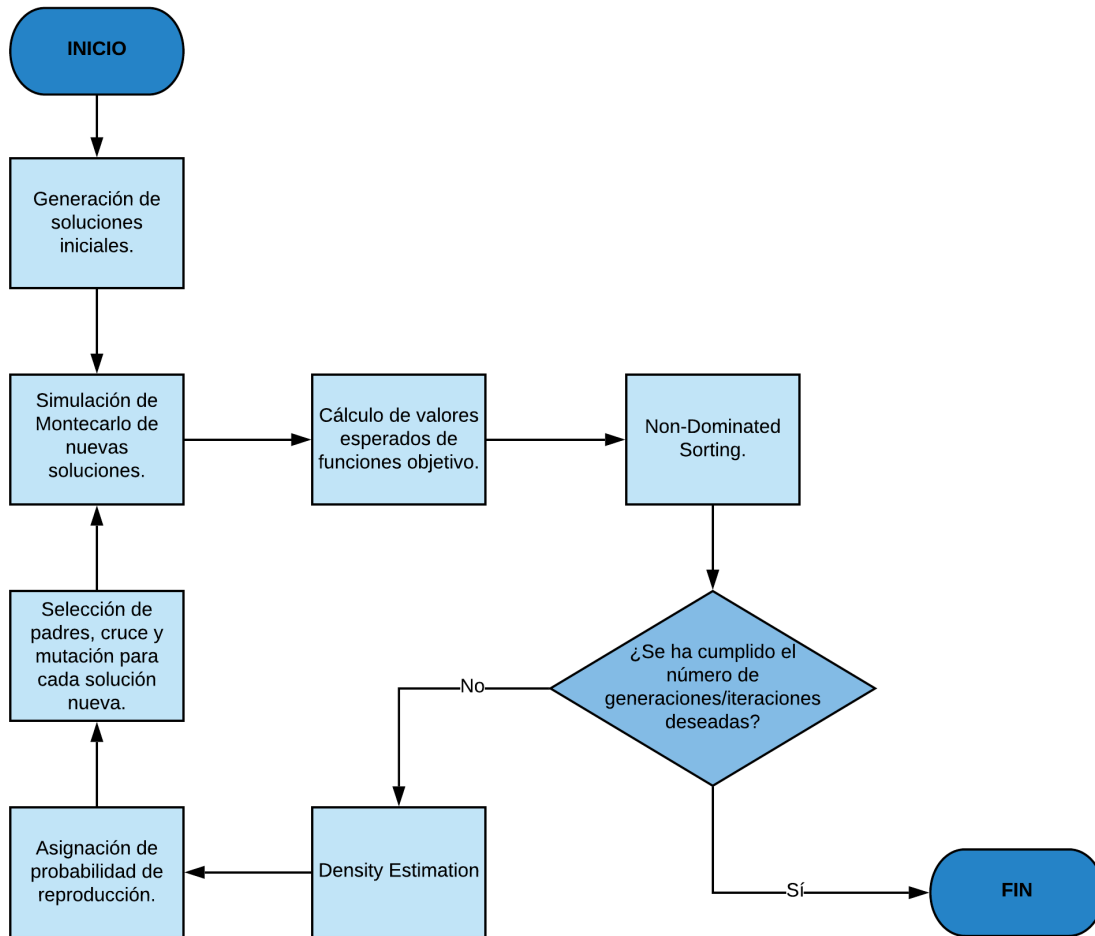 INICIO
Generación de
soluciones
iniciales.
Simulación de
Montecarlo de
nuevas
soluciones.
Cálculo de valores
esperados de
funciones objetivo.
Non-Dominated
Sorting.
¿Se ha cumplido el
número de
generaciones/iteraciones
deseadas?
No
Sí
Density Estimation
Asignación de
probabilidad de
reproducción.
Selección de
padres, cruce y
mutación para
cada solución
nueva.
FIN